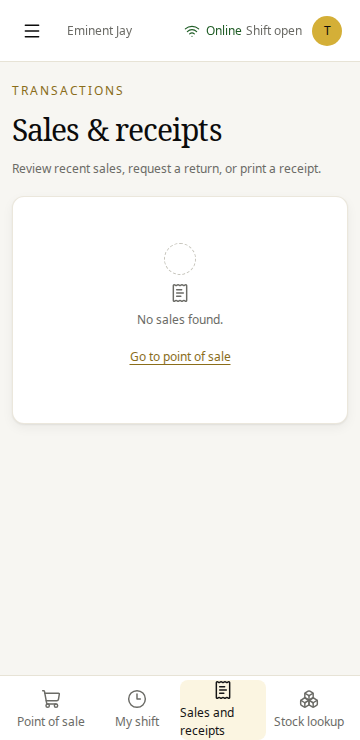 Eminent Jay
Online Shift open
T
TRANSACTIONS
Sales & receipts
Review recent sales, request a return, or print a receipt.
No sales found.
Go to point of sale
Point of sale
My shift
Sales and
receipts
Stock lookup